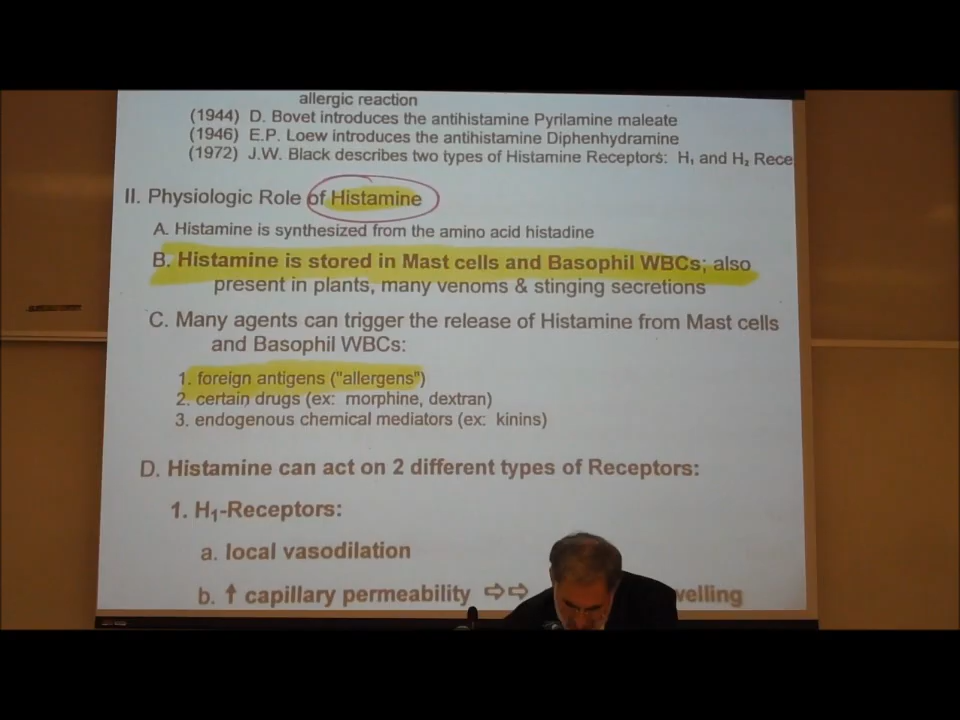 allergic reaction
(1944) D. Bovet introduces the antihistamine Pyrilamine maleate
(1946) E.P. Loew introduces the antihistamine Diphenhydramine
(1972) J.W. Black describes two types of Histamine Receptors: H₁ and H₂ Rece
II. Physiologic Role of Histamine
A. Histamine is synthesized from the amino acid histadine
B. Histamine is stored in Mast cells and Basophil WBCs; also
present in plants, many venoms & stinging secretions
C. Many agents can trigger the release of Histamine from Mast cells
and Basophil WBCs:
1. foreign antigens ("allergens")
2. certain drugs (ex: morphine, dextran)
3. endogenous chemical mediators (ex: kinins)
D. Histamine can act on 2 different types of Receptors:
1. H₁-Receptors:
a. local vasodilation
b. ↑ capillary permeability ⇨⇨ welling